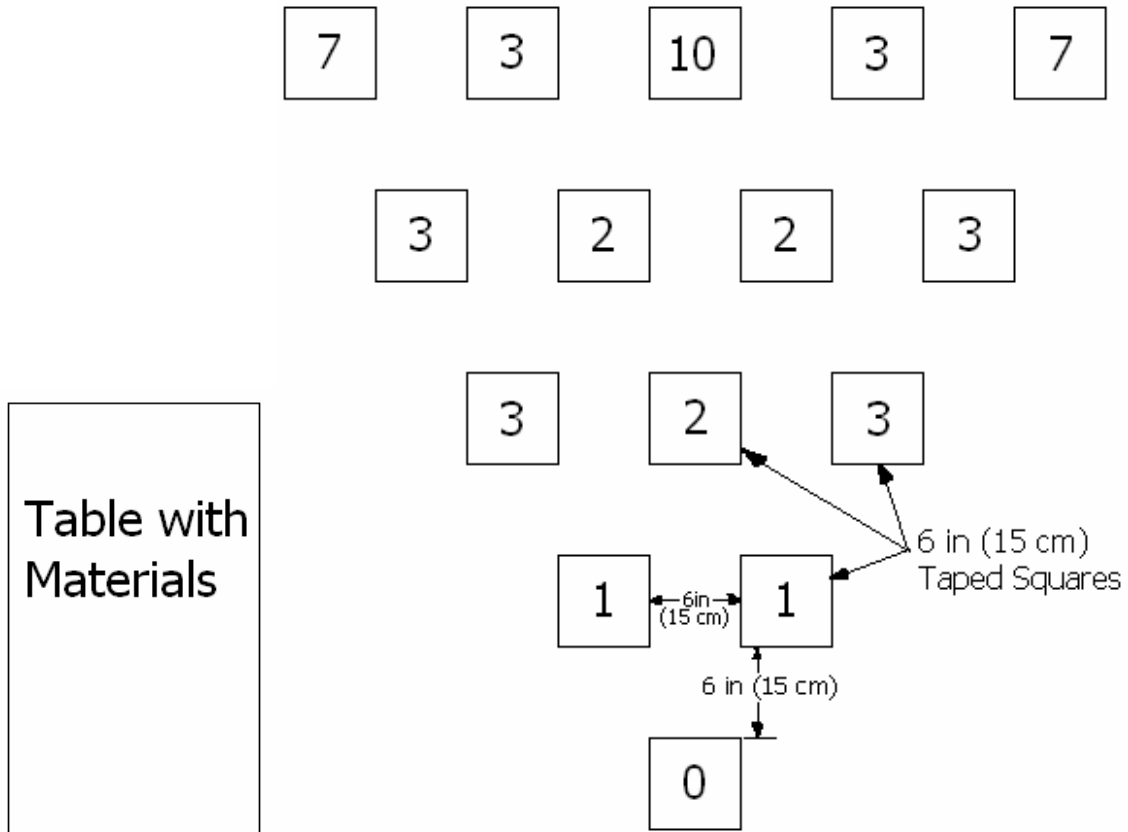 7 3 10 3 7
3 2 2 3
3 2 3
Table with
Materials
6 in (15 cm)
Taped Squares
1 1
6in
(15 cm)
6 in (15 cm)
0